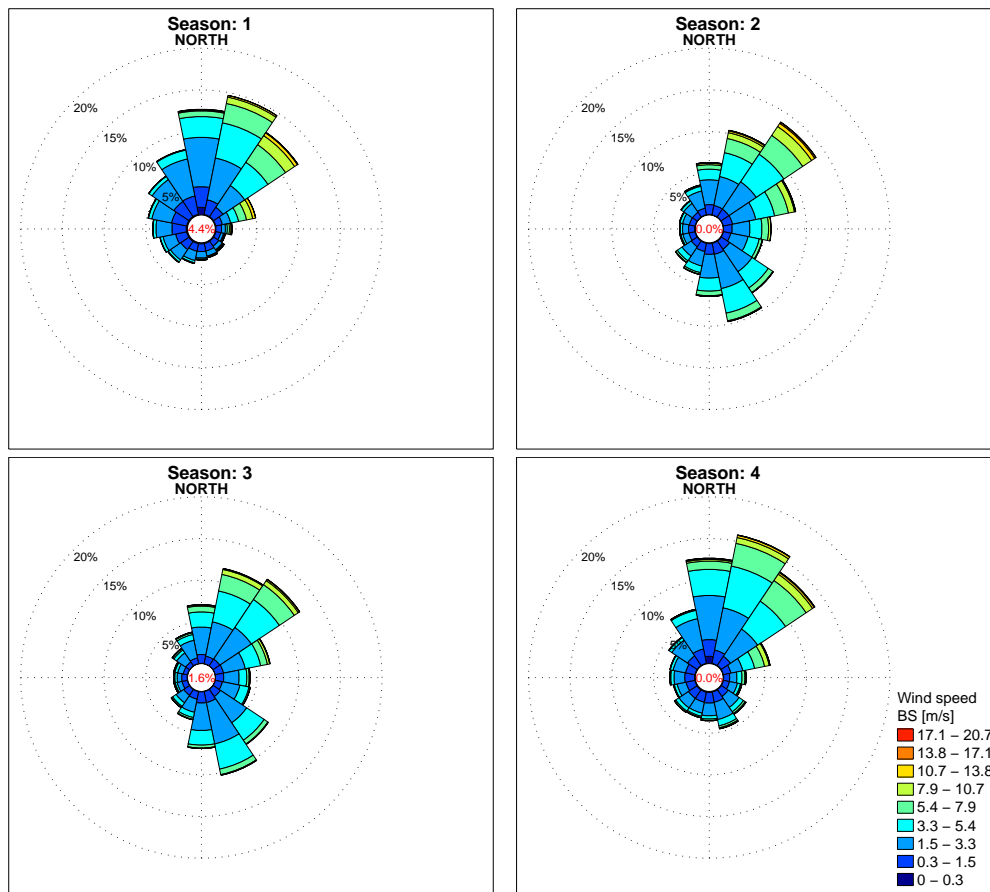 Season: 1
NORTH
20%
15%
10%
5%
4.4%
Season: 2
NORTH
20%
15%
10%
5%
0.0%
Season: 3
NORTH
20%
15%
10%
5%
1.6%
Season: 4
NORTH
20%
15%
10%
5%
0.0%
Wind speed
BS [m/s]
17.1 – 20.7
13.8 – 17.1
10.7 – 13.8
7.9 – 10.7
5.4 – 7.9
3.3 – 5.4
1.5 – 3.3
0.3 – 1.5
0 – 0.3